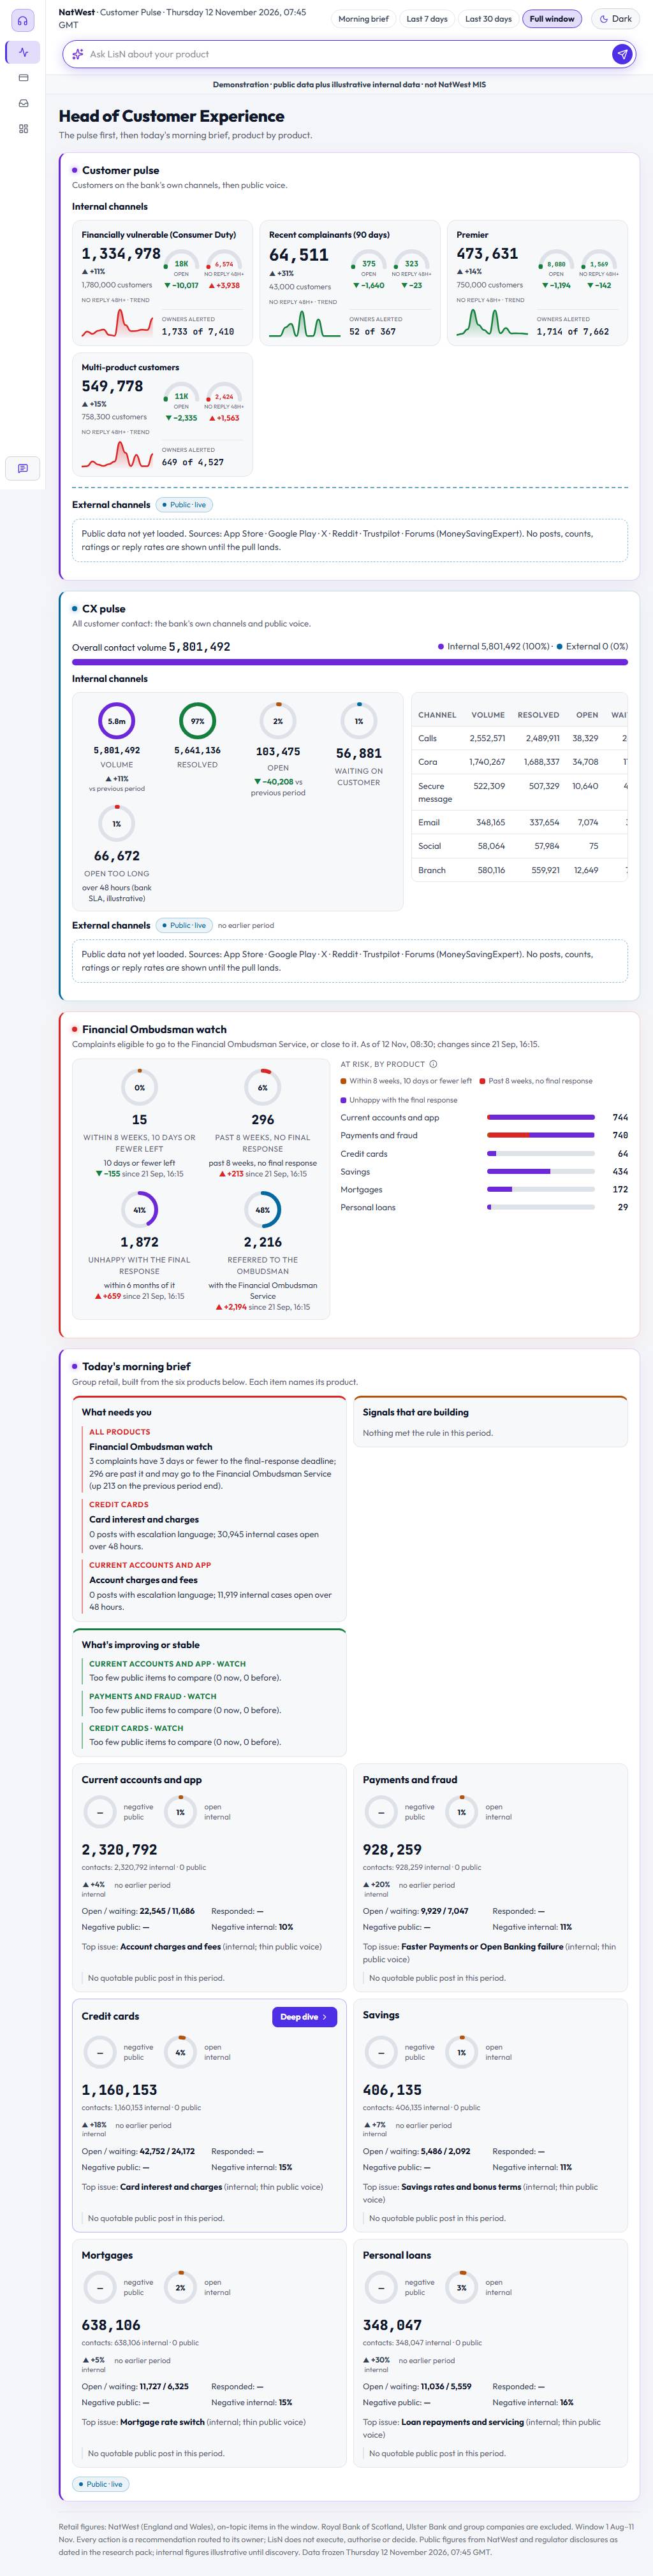 NatWest · Customer Pulse · Thursday 12 November 2026, 07:45
GMT
Morning brief
Last 7 days
Last 30 days
Full window
Dark
Ask LisN about your product
Demonstration · public data plus illustrative internal data · not NatWest MIS
Head of Customer Experience
The pulse first, then today's morning brief, product by product.
Customer pulse
Customers on the bank's own channels, then public voice.
Internal channels
Financially vulnerable (Consumer Duty)
1,334,978
▲ +11%
1,780,000 customers
18K
OPEN
▼ −10,017
6,574
NO REPLY 48H+
▲ +3,938
NO REPLY 48H+ · TREND
OWNERS ALERTED
1,733 of 7,410
Recent complainants (90 days)
64,511
▲ +31%
43,000 customers
375
OPEN
▼ −1,640
323
NO REPLY 48H+
▼ −23
NO REPLY 48H+ · TREND
OWNERS ALERTED
52 of 367
Premier
473,631
▲ +14%
750,000 customers
8,080
OPEN
▼ −1,194
1,569
NO REPLY 48H+
▼ −142
NO REPLY 48H+ · TREND
OWNERS ALERTED
1,714 of 7,662
Multi-product customers
549,778
▲ +15%
758,300 customers
11K
OPEN
▼ −2,335
2,424
NO REPLY 48H+
▲ +1,563
NO REPLY 48H+ · TREND
OWNERS ALERTED
649 of 4,527
External channels
Public · live
Public data not yet loaded. Sources: App Store · Google Play · X · Reddit · Trustpilot · Forums (MoneySavingExpert). No posts, counts,
ratings or reply rates are shown until the pull lands.
CX pulse
All customer contact: the bank's own channels and public voice.
Overall contact volume 5,801,492
Internal 5,801,492 (100%) · External 0 (0%)
Internal channels
5.8m
5,801,492
VOLUME
▲ +11%
vs previous period
97%
5,641,136
RESOLVED
2%
103,475
OPEN
▼ −40,208 vs
previous period
1%
56,881
WAITING ON
CUSTOMER
1%
66,672
OPEN TOO LONG
over 48 hours (bank
SLA, illustrative)
CHANNEL VOLUME RESOLVED OPEN
Calls 2,552,571 2,489,911 38,329
Cora 1,740,267 1,688,337 34,708
Secure
message 522,309 507,329 10,640
Email 348,165 337,654 7,074
Social 58,064 57,984 75
Branch 580,116 559,921 12,649
External channels
Public · live
no earlier period
Public data not yet loaded. Sources: App Store · Google Play · X · Reddit · Trustpilot · Forums (MoneySavingExpert). No posts, counts,
ratings or reply rates are shown until the pull lands.
Financial Ombudsman watch
Complaints eligible to go to the Financial Ombudsman Service, or close to it. As of 12 Nov, 08:30; changes since 21 Sep, 16:15.
0%
15
WITHIN 8 WEEKS, 10 DAYS OR
FEWER LEFT
10 days or fewer left
▼ −155 since 21 Sep, 16:15
6%
296
PAST 8 WEEKS, NO FINAL
RESPONSE
past 8 weeks, no final response
▲ +213 since 21 Sep, 16:15
41%
1,872
UNHAPPY WITH THE FINAL
RESPONSE
within 6 months of it
▲ +659 since 21 Sep, 16:15
48%
2,216
REFERRED TO THE
OMBUDSMAN
with the Financial Ombudsman
Service
▲ +2,194 since 21 Sep, 16:15
AT RISK, BY PRODUCT
Within 8 weeks, 10 days or fewer left
Past 8 weeks, no final response
Unhappy with the final response
Current accounts and app 744
Payments and fraud 740
Credit cards 64
Savings 434
Mortgages 172
Personal loans 29
Today's morning brief
Group retail, built from the six products below. Each item names its product.
What needs you
ALL PRODUCTS
Financial Ombudsman watch
3 complaints have 3 days or fewer to the final-response deadline;
296 are past it and may go to the Financial Ombudsman Service
(up 213 on the previous period end).
CREDIT CARDS
Card interest and charges
0 posts with escalation language; 30,945 internal cases open
over 48 hours.
CURRENT ACCOUNTS AND APP
Account charges and fees
0 posts with escalation language; 11,919 internal cases open over
48 hours.
Signals that are building
Nothing met the rule in this period.
What's improving or stable
CURRENT ACCOUNTS AND APP · WATCH
Too few public items to compare (0 now, 0 before).
PAYMENTS AND FRAUD · WATCH
Too few public items to compare (0 now, 0 before).
CREDIT CARDS · WATCH
Too few public items to compare (0 now, 0 before).
Current accounts and app
–
negative
public
1%
open
internal
2,320,792
contacts: 2,320,792 internal · 0 public
▲ +4%
internal
no earlier period
Open / waiting: 22,545 / 11,686
Responded: —
Negative public: —
Negative internal: 10%
Top issue: Account charges and fees (internal; thin public voice)
No quotable public post in this period.
Payments and fraud
–
negative
public
1%
open
internal
928,259
contacts: 928,259 internal · 0 public
▲ +20%
internal
no earlier period
Open / waiting: 9,929 / 7,047
Responded: —
Negative public: —
Negative internal: 11%
Top issue: Faster Payments or Open Banking failure (internal; thin
public voice)
No quotable public post in this period.
Credit cards
Deep dive
–
negative
public
4%
open
internal
1,160,153
contacts: 1,160,153 internal · 0 public
▲ +18%
internal
no earlier period
Open / waiting: 42,752 / 24,172
Responded: —
Negative public: —
Negative internal: 15%
Top issue: Card interest and charges (internal; thin public voice)
No quotable public post in this period.
Savings
–
negative
public
1%
open
internal
406,135
contacts: 406,135 internal · 0 public
▲ +7%
internal
no earlier period
Open / waiting: 5,486 / 2,092
Responded: —
Negative public: —
Negative internal: 11%
Top issue: Savings rates and bonus terms (internal; thin public
voice)
No quotable public post in this period.
Mortgages
–
negative
public
2%
open
internal
638,106
contacts: 638,106 internal · 0 public
▲ +5%
internal
no earlier period
Open / waiting: 11,727 / 6,325
Responded: —
Negative public: —
Negative internal: 15%
Top issue: Mortgage rate switch (internal; thin public voice)
No quotable public post in this period.
Personal loans
–
negative
public
3%
open
internal
348,047
contacts: 348,047 internal · 0 public
▲ +30%
internal
no earlier period
Open / waiting: 11,036 / 5,559
Responded: —
Negative public: —
Negative internal: 16%
Top issue: Loan repayments and servicing (internal; thin public
voice)
No quotable public post in this period.
Public · live
Retail figures: NatWest (England and Wales), on-topic items in the window. Royal Bank of Scotland, Ulster Bank and group companies are excluded. Window 1 Aug–11
Nov. Every action is a recommendation routed to its owner; LisN does not execute, authorise or decide. Public figures from NatWest and regulator disclosures as
dated in the research pack; internal figures illustrative until discovery. Data frozen Thursday 12 November 2026, 07:45 GMT.